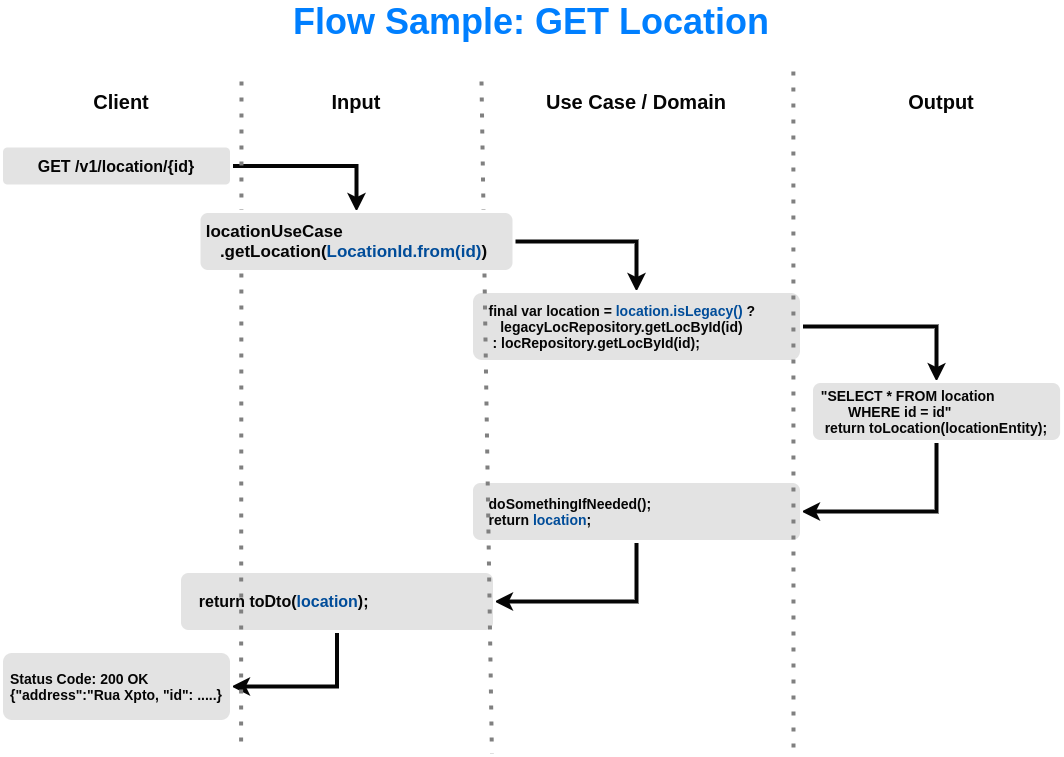 Flow Sample: GET Location
Client
Input
Use Case / Domain
Output
GET /v1/location/{id}
locationUseCase
.getLocation(LocationId.from(id))
final var location = location.isLegacy() ?
legacyLocRepository.getLocById(id)
: locRepository.getLocById(id);
"SELECT * FROM location
WHERE id = id"
return toLocation(locationEntity);
doSomethingIfNeeded();
return location;
return toDto(location);
Status Code: 200 OK
{"address":"Rua Xpto, "id": .....}